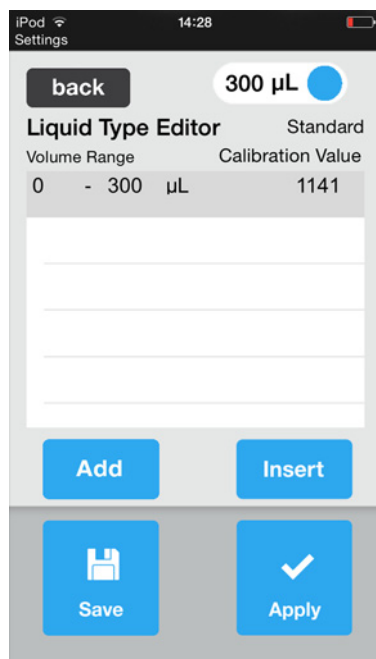 iPod 14:28
Settings
back 300 µL
Liquid Type Editor Standard
Volume Range Calibration Value
0 - 300 µL 1141
Add Insert
Save Apply